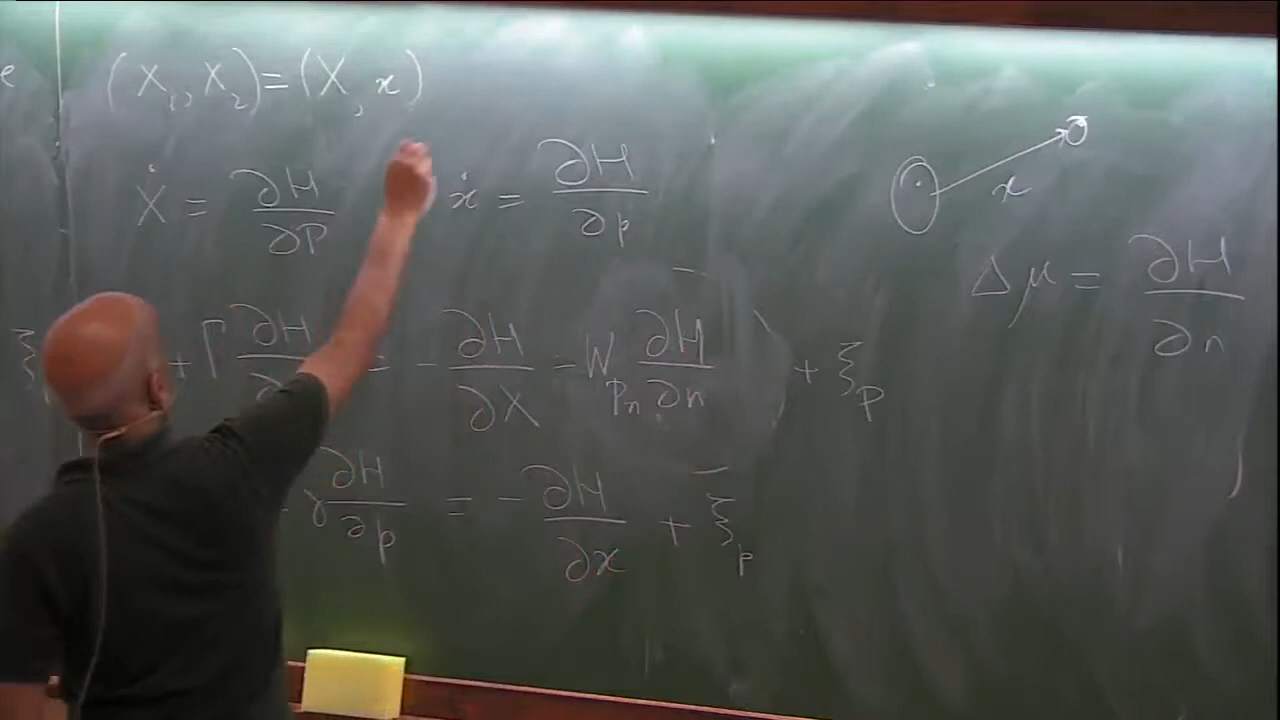 e
(X₁, X₂) = (X, x)
Ẋ = ∂H/∂P ẋ = ∂H/∂p
x
Δμ = ∂H/∂n
ξ + Γ ∂H/∂ = - ∂H/∂X - W_Pn ∂H/∂n + ξ_p
γ ∂H/∂p = - ∂H/∂x + ξ_p